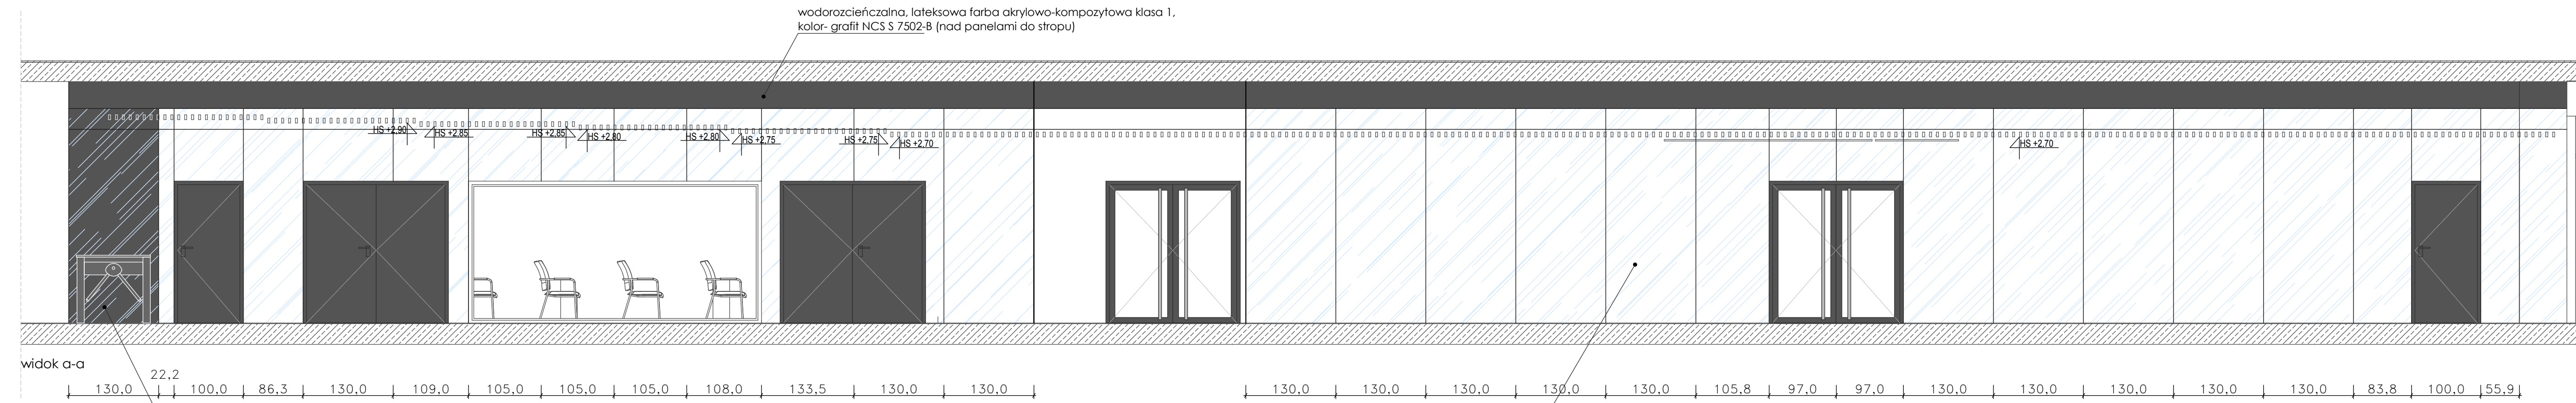 wodorozcieńczalna, lateksowa farba akrylowo-kompozytowa klasa 1,
kolor- grafit NCS S 7502-B (nad panelami do stropu)
HS +2,90 HS +2,85 HS +2,85 HS +2,80 HS +2,80 HS +2,75 HS +2,75 HS +2,70 HS +2,70
widok a-a
22,2
130,0 100,0 86,3 130,0 109,0 105,0 105,0 105,0 108,0 133,5 130,0 130,0 130,0 130,0 130,0 130,0 130,0 105,8 97,0 97,0 130,0 130,0 130,0 130,0 130,0 83,8 100,0 55,9